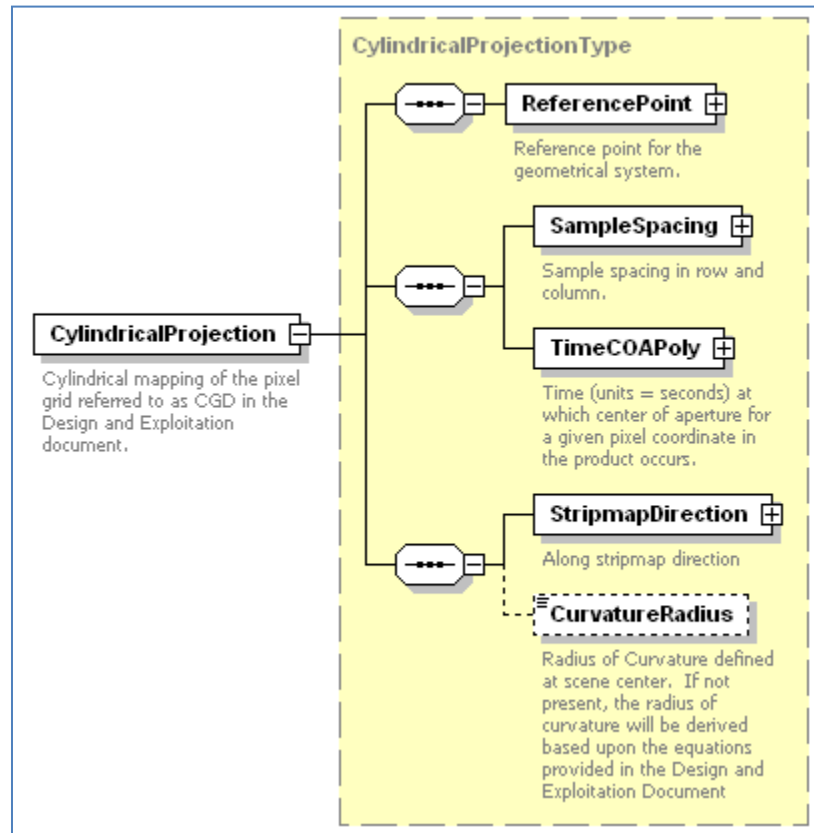 CylindricalProjectionType
ReferencePoint
Reference point for the
geometrical system.
SampleSpacing
Sample spacing in row and
column.
CylindricalProjection
Cylindrical mapping of the pixel
grid referred to as CGD in the
Design and Exploitation
document.
TimeCOAPoly
Time (units = seconds) at
which center of aperture for
a given pixel coordinate in
the product occurs.
StripmapDirection
Along stripmap direction
CurvatureRadius
Radius of Curvature defined
at scene center. If not
present, the radius of
curvature will be derived
based upon the equations
provided in the Design and
Exploitation Document